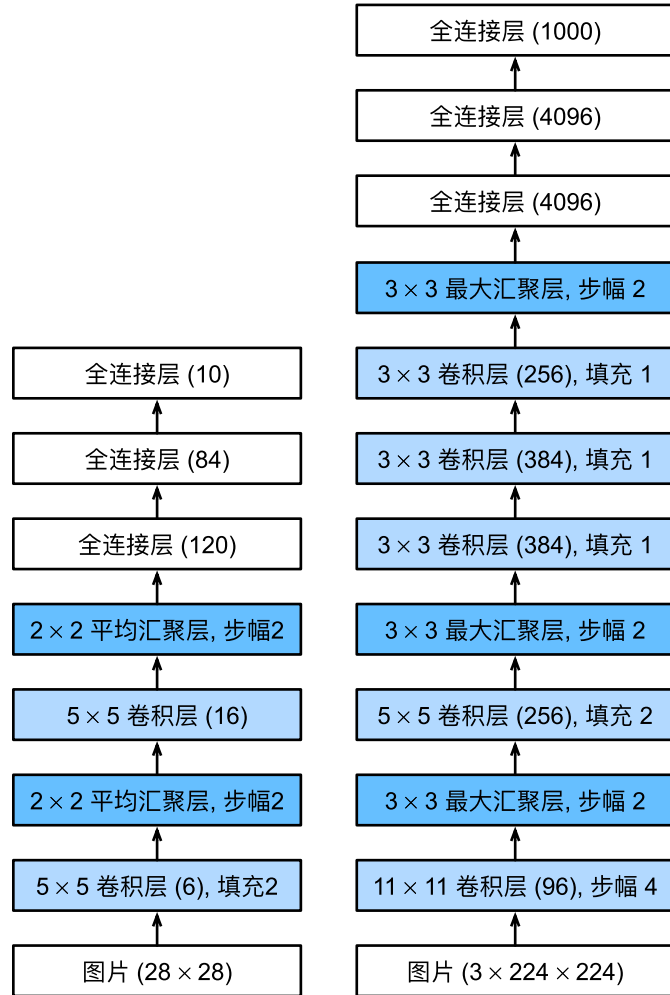 全连接层 (10)
全连接层 (84)
全连接层 (120)
2 × 2 平均汇聚层, 步幅2
5 × 5 卷积层 (16)
2 × 2 平均汇聚层, 步幅2
5 × 5 卷积层 (6), 填充2
图片 (28 × 28)
全连接层 (1000)
全连接层 (4096)
全连接层 (4096)
3 × 3 最大汇聚层, 步幅 2
3 × 3 卷积层 (256), 填充 1
3 × 3 卷积层 (384), 填充 1
3 × 3 卷积层 (384), 填充 1
3 × 3 最大汇聚层, 步幅 2
5 × 5 卷积层 (256), 填充 2
3 × 3 最大汇聚层, 步幅 2
11 × 11 卷积层 (96), 步幅 4
图片 (3 × 224 × 224)